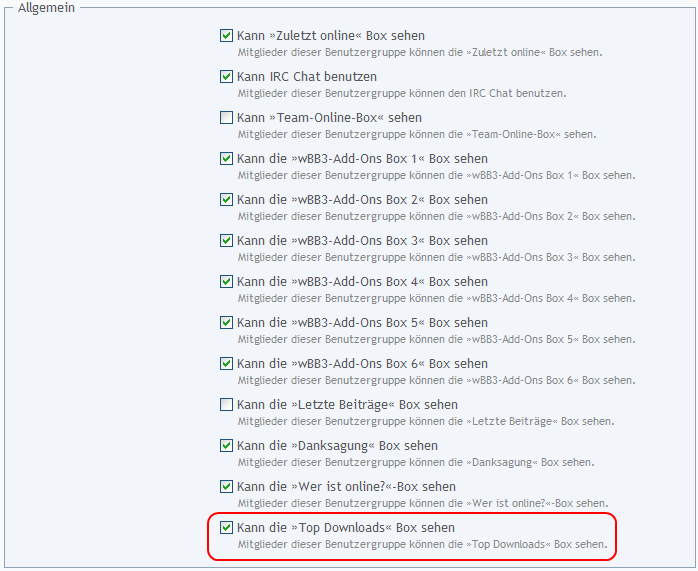 Allgemein
Kann »Zuletzt online« Box sehen
Mitglieder dieser Benutzergruppe können die »Zuletzt online« Box sehen.
Kann IRC Chat benutzen
Mitglieder dieser Benutzergruppe können den IRC Chat benutzen.
Kann »Team-Online-Box« sehen
Mitglieder dieser Benutzergruppe können die »Team-Online-Box« sehen.
Kann die »wBB3-Add-Ons Box 1« Box sehen
Mitglieder dieser Benutzergruppe können die »wBB3-Add-Ons Box 1« Box sehen.
Kann die »wBB3-Add-Ons Box 2« Box sehen
Mitglieder dieser Benutzergruppe können die »wBB3-Add-Ons Box 2« Box sehen.
Kann die »wBB3-Add-Ons Box 3« Box sehen
Mitglieder dieser Benutzergruppe können die »wBB3-Add-Ons Box 3« Box sehen.
Kann die »wBB3-Add-Ons Box 4« Box sehen
Mitglieder dieser Benutzergruppe können die »wBB3-Add-Ons Box 4« Box sehen.
Kann die »wBB3-Add-Ons Box 5« Box sehen
Mitglieder dieser Benutzergruppe können die »wBB3-Add-Ons Box 5« Box sehen.
Kann die »wBB3-Add-Ons Box 6« Box sehen
Mitglieder dieser Benutzergruppe können die »wBB3-Add-Ons Box 6« Box sehen.
Kann die »Letzte Beiträge« Box sehen
Mitglieder dieser Benutzergruppe können die »Letzte Beiträge« Box sehen.
Kann die »Danksagung« Box sehen
Mitglieder dieser Benutzergruppe können die »Danksagung« Box sehen.
Kann die »Wer ist online?«-Box sehen
Mitglieder dieser Benutzergruppe können die »Wer ist online?«-Box sehen.
Kann die »Top Downloads« Box sehen
Mitglieder dieser Benutzergruppe können die »Top Downloads« Box sehen.